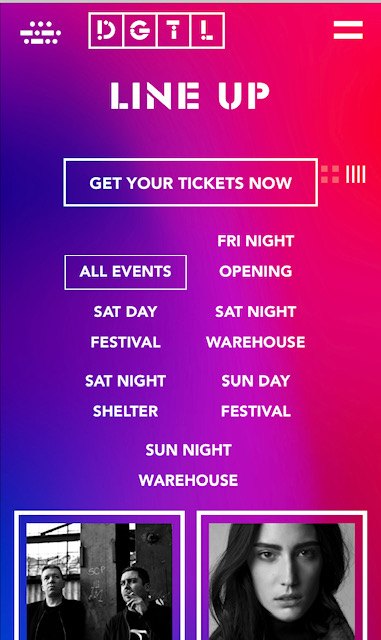 DGTL
LINE UP
GET YOUR TICKETS NOW
FRI NIGHT
ALL EVENTS OPENING
SAT DAY SAT NIGHT
FESTIVAL WAREHOUSE
SAT NIGHT SUN DAY
SHELTER FESTIVAL
SUN NIGHT
WAREHOUSE